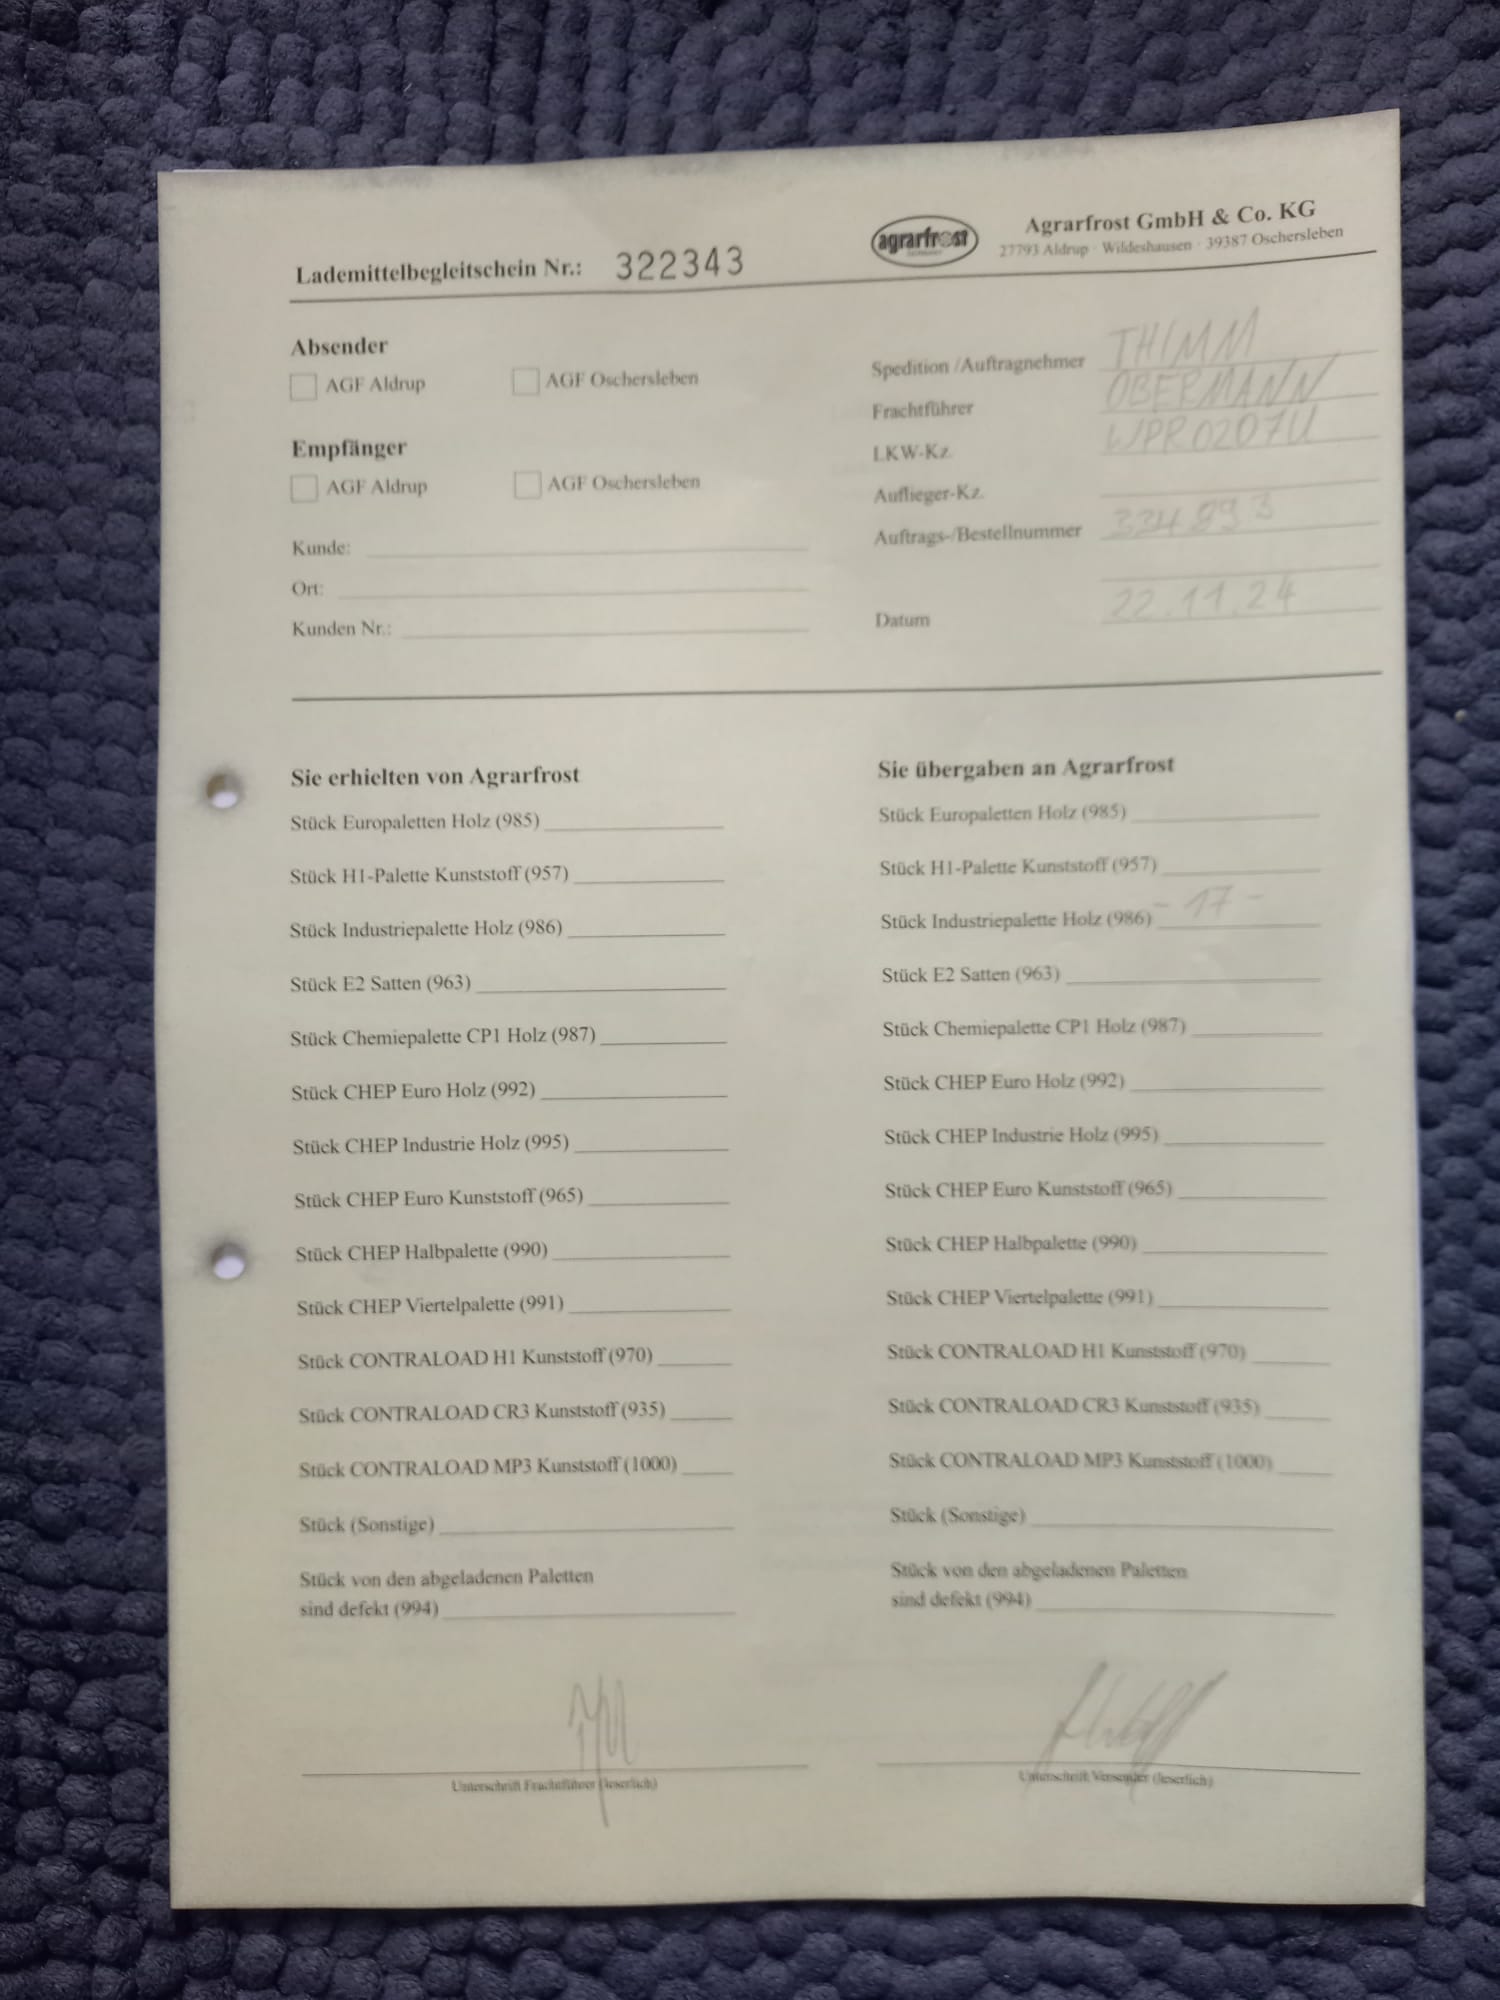 Lademittelbegleitschein Nr.: 322343
agrarfrost
Agrarfrost GmbH & Co. KG
27793 Aldrup · Wildeshausen · 39387 Oschersleben
Absender
AGF Aldrup AGF Oschersleben
Empfänger
AGF Aldrup AGF Oschersleben
Kunde:
Ort:
Kunden Nr.:
Spedition /Auftragnehmer THIMM
Frachtführer OBERMANN
LKW-Kz. WPR0207U
Auflieger-Kz.
Auftrags-/Bestellnummer 334893
Datum 22.11.24
Sie erhielten von Agrarfrost
Stück Europaletten Holz (985)
Stück H1-Palette Kunststoff (957)
Stück Industriepalette Holz (986)
Stück E2 Satten (963)
Stück Chemiepalette CP1 Holz (987)
Stück CHEP Euro Holz (992)
Stück CHEP Industrie Holz (995)
Stück CHEP Euro Kunststoff (965)
Stück CHEP Halbpalette (990)
Stück CHEP Viertelpalette (991)
Stück CONTRALOAD H1 Kunststoff (970)
Stück CONTRALOAD CR3 Kunststoff (935)
Stück CONTRALOAD MP3 Kunststoff (1000)
Stück (Sonstige)
Stück von den abgeladenen Paletten
sind defekt (994)
Unterschrift Frachtführer (leserlich)
Sie übergaben an Agrarfrost
Stück Europaletten Holz (985)
Stück H1-Palette Kunststoff (957)
Stück Industriepalette Holz (986) - 17 -
Stück E2 Satten (963)
Stück Chemiepalette CP1 Holz (987)
Stück CHEP Euro Holz (992)
Stück CHEP Industrie Holz (995)
Stück CHEP Euro Kunststoff (965)
Stück CHEP Halbpalette (990)
Stück CHEP Viertelpalette (991)
Stück CONTRALOAD H1 Kunststoff (970)
Stück CONTRALOAD CR3 Kunststoff (935)
Stück CONTRALOAD MP3 Kunststoff (1000)
Stück (Sonstige)
Stück von den abgeladenen Paletten
sind defekt (994)
Unterschrift Versender (leserlich)